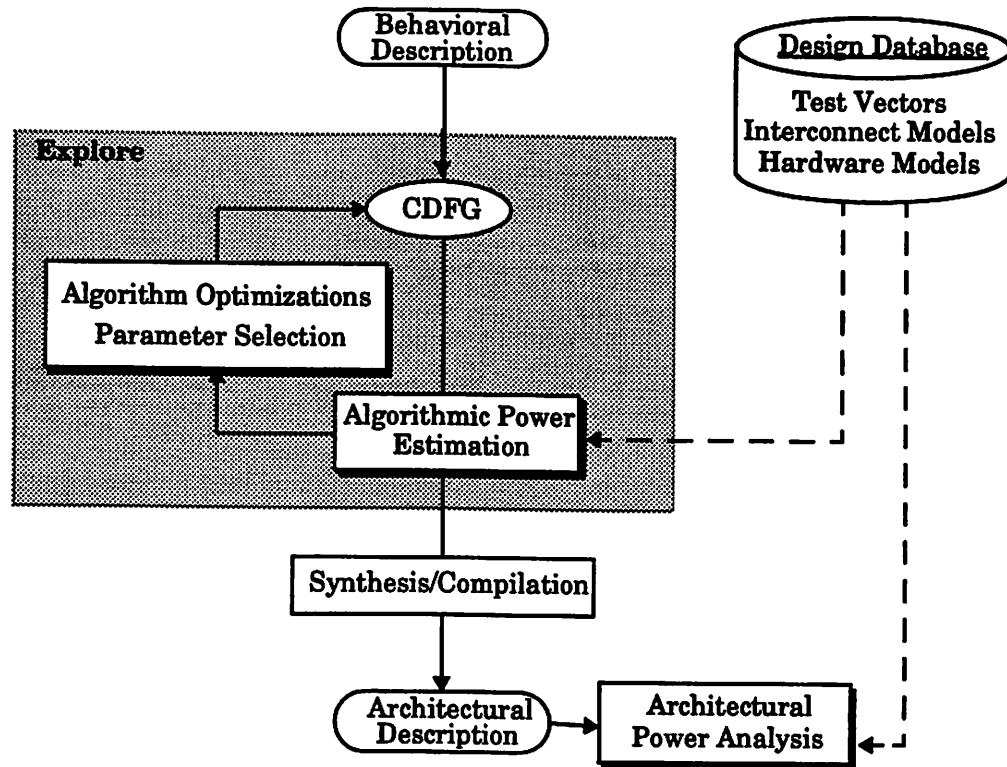 Behavioral
Description
Design Database
Test Vectors
Interconnect Models
Hardware Models
Explore
CDFG
Algorithm Optimizations
Parameter Selection
Algorithmic Power
Estimation
Synthesis/Compilation
Architectural
Description
Architectural
Power Analysis